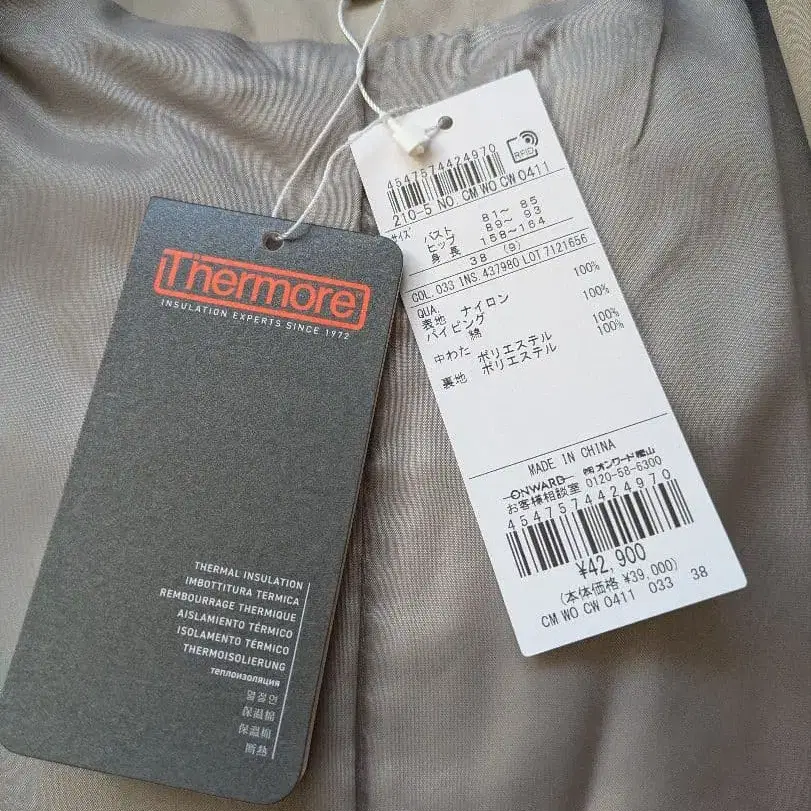 Thermore
INSULATION EXPERTS SINCE 1972
THERMAL INSULATION
IMBOTTITURA TERMICA
REMBOURRAGE THERMIQUE
AISLAMIENTO TÉRMICO
ISOLAMENTO TÉRMICO
THERMOISOLIERUNG
теплоизоляция
4547574424970
RFID
210-5 NO. CM WO CW 0411
サイズ バスト 81~ 85
ヒップ 89~ 93
身長 158~164
38 (9)
COL. 033 INS. 437980 LOT 7121656
QUA.
表地 ナイロン 100%
パイピング
綿 100%
中わた ポリエステル 100%
裏地 ポリエステル 100%
MADE IN CHINA
ONWARD ㈱オンワード樫山
お客様相談室 0120-58-6300
4547574424970
¥42,900
(本体価格 ¥39,000)
CM WO CW 0411 033 38